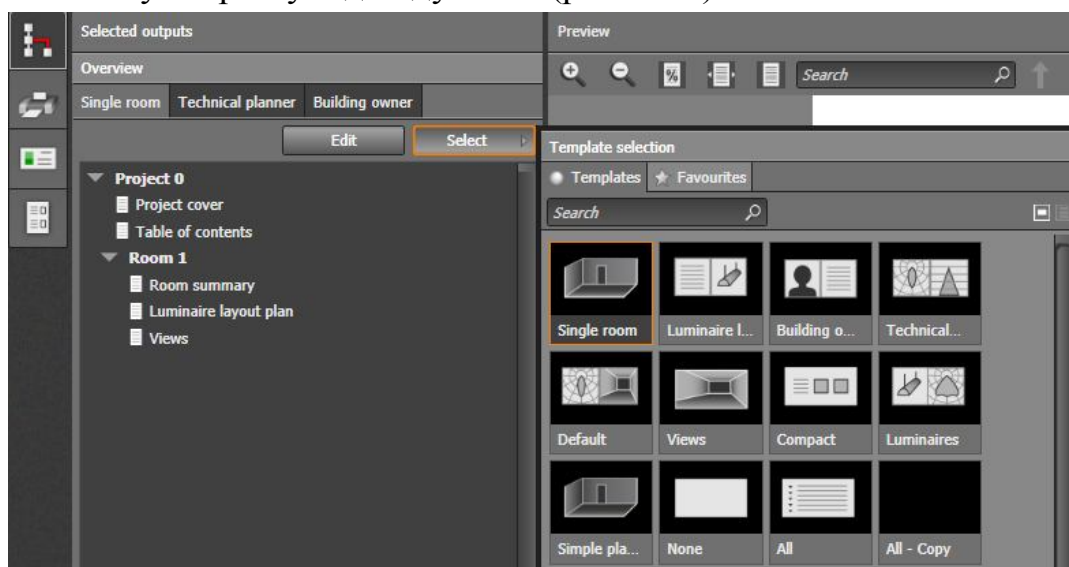 Selected outputs
Overview
Single room Technical planner Building owner
Edit Select
Project 0
Project cover
Table of contents
Room 1
Room summary
Luminaire layout plan
Views
Preview
%
Search
Template selection
Templates Favourites
Search
Single room Luminaire l... Building o... Technical...
Default Views Compact Luminaires
Simple pla... None All All - Copy